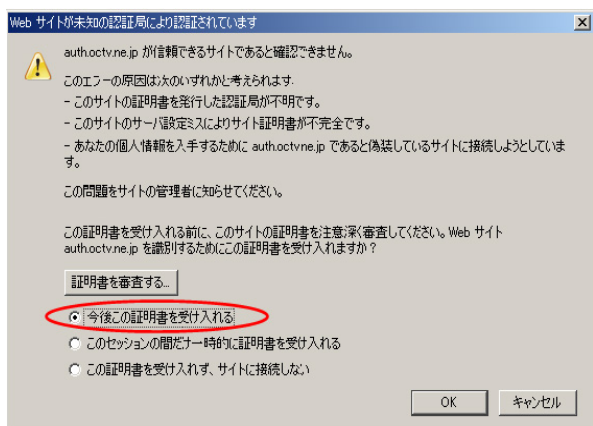 Web サイトが未知の認証局により認証されています
auth.octv.ne.jp が信頼できるサイトであると確認できません。
このエラーの原因は次のいずれかと考えられます.
- このサイトの証明書を発行した認証局が不明です。
- このサイトのサーバ設定ミスによりサイト証明書が不完全です。
- あなたの個人情報を入手するために auth.octv.ne.jp であると偽装しているサイトに接続しようとしていま
す。
この問題をサイトの管理者に知らせてください。
この証明書を受け入れる前に、このサイトの証明書を注意深く審査してください。Web サイト
auth.octv.ne.jp を識別するためにこの証明書を受け入れますか？
証明書を審査する...
今後この証明書を受け入れる
このセッションの間だけ一時的に証明書を受け入れる
この証明書を受け入れず、サイトに接続しない
OK
キャンセル